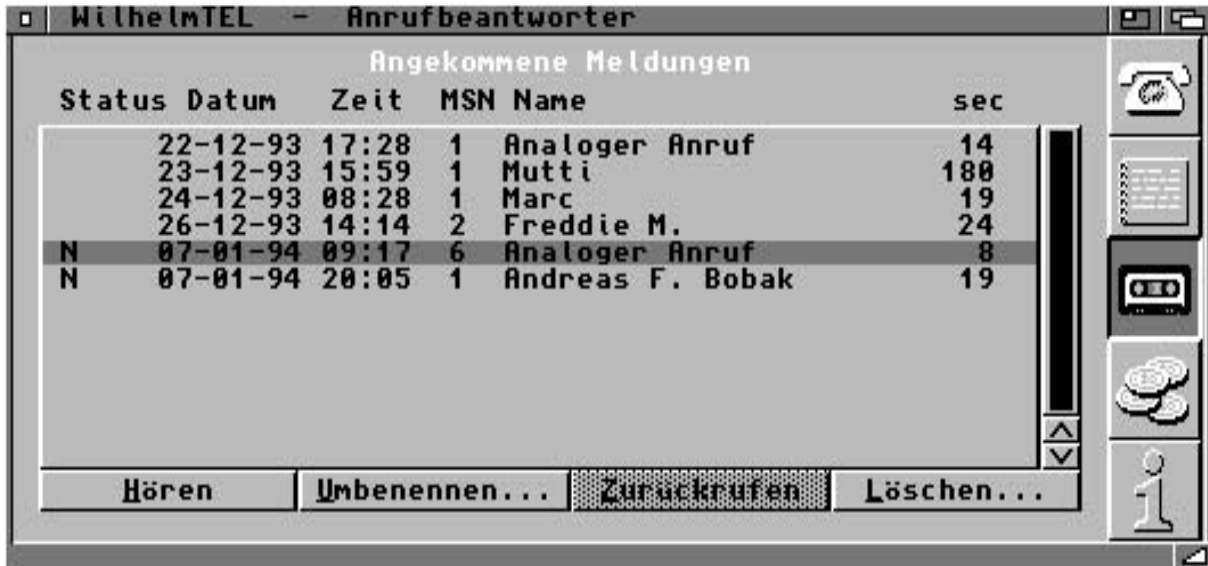 WilhelmTEL - Anrufbeantworter
Angekommene Meldungen
Status Datum Zeit MSN Name sec
22-12-93 17:28 1 Analoger Anruf 14
23-12-93 15:59 1 Mutti 180
24-12-93 08:28 1 Marc 19
26-12-93 14:14 2 Freddie M. 24
N 07-01-94 09:17 6 Analoger Anruf 8
N 07-01-94 20:05 1 Andreas F. Bobak 19
Hören Umbenennen... Zurückrufen Löschen...